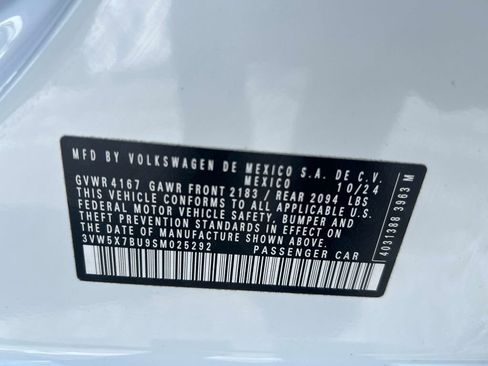 MFD BY VOLKSWAGEN DE MEXICO S.A. DE C.V.
MEXICO 10/24
GVWR 4167 GAWR FRONT 2183 / REAR 2094 LBS
THIS VEHICLE CONFORMS TO ALL APPLICABLE U.S.
FEDERAL MOTOR VEHICLE SAFETY, BUMPER AND
THEFT PREVENTION STANDARDS IN EFFECT
ON THE DATE OF MANUFACTURE SHOWN ABOVE.
3VW5X7BU9SM025292
PASSENGER CAR
4031388 3963 M